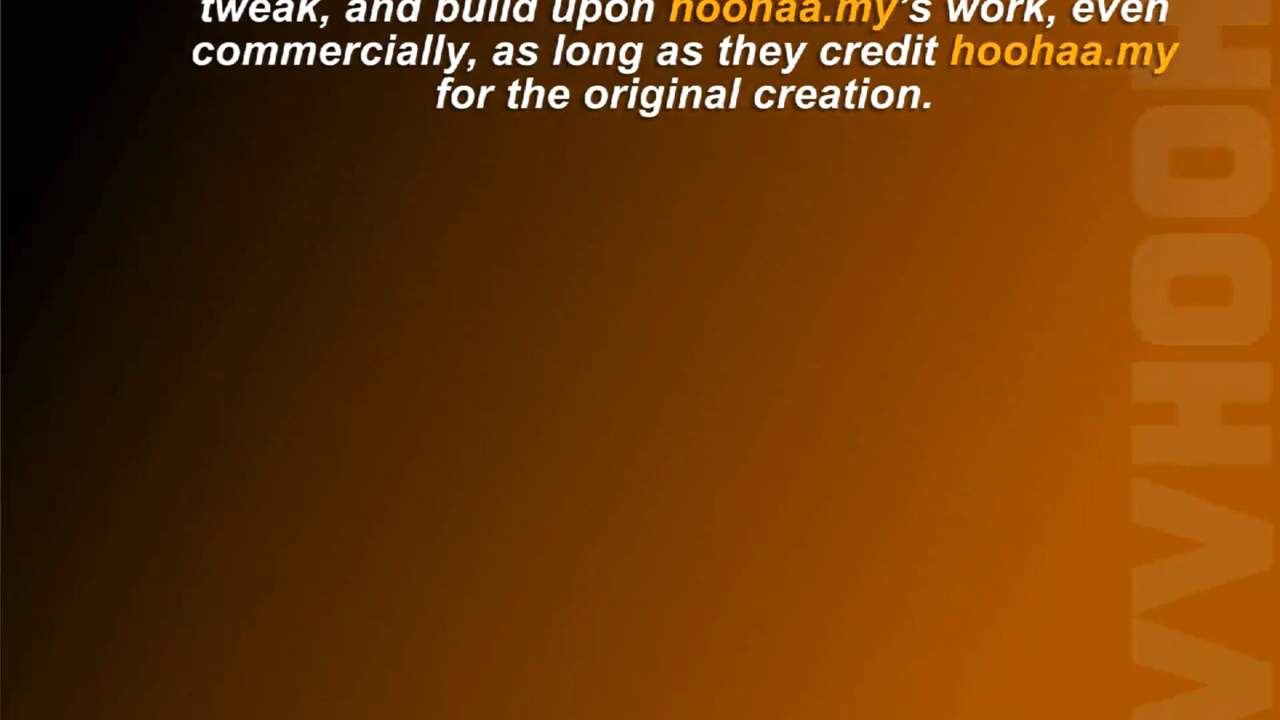 tweak, and build upon hoohaa.my's work, even
commercially, as long as they credit hoohaa.my
for the original creation.
WHOOH